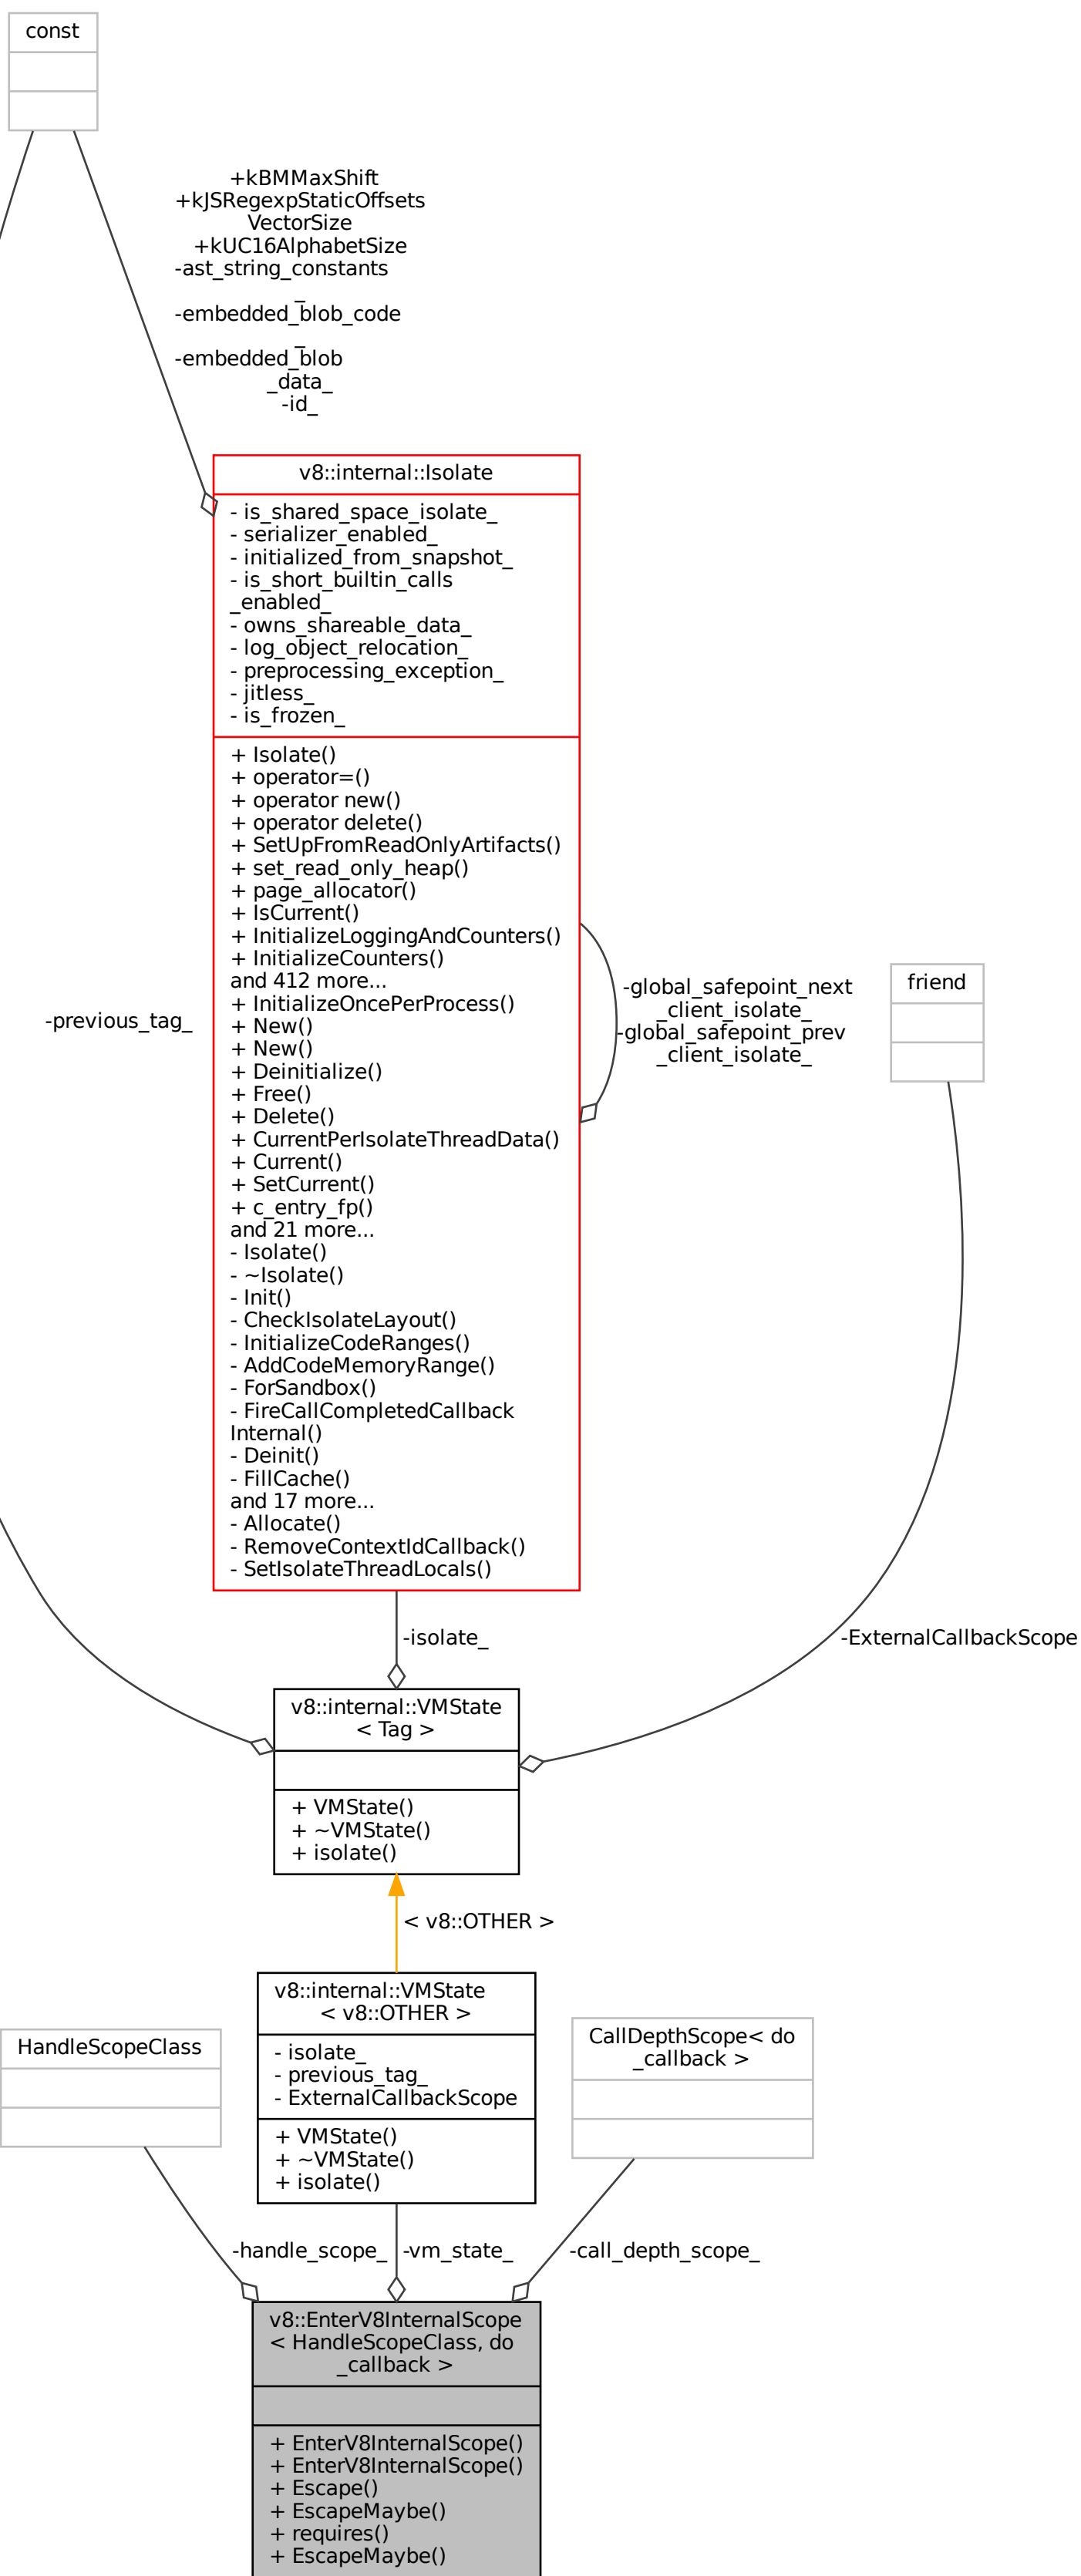 const
+kBMMaxShift
+kJSRegexpStaticOffsets
VectorSize
+kUC16AlphabetSize
-ast_string_constants
_
-embedded_blob_code
_
-embedded_blob
_data_
-id_
v8::internal::Isolate
- is_shared_space_isolate_
- serializer_enabled_
- initialized_from_snapshot_
- is_short_builtin_calls
_enabled_
- owns_shareable_data_
- log_object_relocation_
- preprocessing_exception_
- jitless_
- is_frozen_
+ Isolate()
+ operator=()
+ operator new()
+ operator delete()
+ SetUpFromReadOnlyArtifacts()
+ set_read_only_heap()
+ page_allocator()
+ IsCurrent()
+ InitializeLoggingAndCounters()
+ InitializeCounters()
and 412 more...
+ InitializeOncePerProcess()
+ New()
+ New()
+ Deinitialize()
+ Free()
+ Delete()
+ CurrentPerIsolateThreadData()
+ Current()
+ SetCurrent()
+ c_entry_fp()
and 21 more...
- Isolate()
- ~Isolate()
- Init()
- CheckIsolateLayout()
- InitializeCodeRanges()
- AddCodeMemoryRange()
- ForSandbox()
- FireCallCompletedCallback
Internal()
- Deinit()
- FillCache()
and 17 more...
- Allocate()
- RemoveContextIdCallback()
- SetIsolateThreadLocals()
-global_safepoint_next
_client_isolate_
-global_safepoint_prev
_client_isolate_
friend
-previous_tag_
-isolate_
-ExternalCallbackScope
v8::internal::VMState
< Tag >
+ VMState()
+ ~VMState()
+ isolate()
< v8::OTHER >
v8::internal::VMState
< v8::OTHER >
- isolate_
- previous_tag_
- ExternalCallbackScope
+ VMState()
+ ~VMState()
+ isolate()
HandleScopeClass
CallDepthScope< do
_callback >
-handle_scope_
-vm_state_
-call_depth_scope_
v8::EnterV8InternalScope
< HandleScopeClass, do
_callback >
+ EnterV8InternalScope()
+ EnterV8InternalScope()
+ Escape()
+ EscapeMaybe()
+ requires()
+ EscapeMaybe()